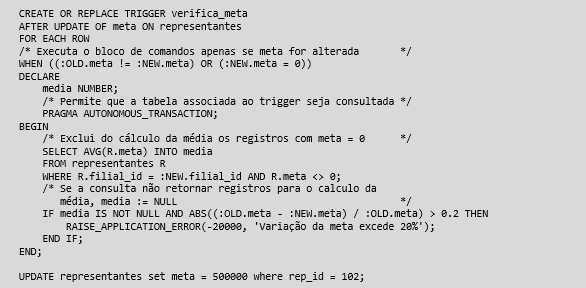 CREATE OR REPLACE TRIGGER verifica_meta
AFTER UPDATE OF meta ON representantes
FOR EACH ROW
/* Executa o bloco de comandos apenas se meta for alterada */
WHEN ((:OLD.meta != :NEW.meta) OR (:NEW.meta = 0))
DECLARE
media NUMBER;
/* Permite que a tabela associada ao trigger seja consultada */
PRAGMA AUTONOMOUS_TRANSACTION;
BEGIN
/* Exclui do cálculo da média os registros com meta = 0 */
SELECT AVG(R.meta) INTO media
FROM representantes R
WHERE R.filial_id = :NEW.filial_id AND R.meta <> 0;
/* Se a consulta não retornar registros para o calculo da
média, media := NULL */
IF media IS NOT NULL AND ABS((:OLD.meta - :NEW.meta) / :OLD.meta) > 0.2 THEN
RAISE_APPLICATION_ERROR(-20000, 'Variação da meta excede 20%');
END IF;
END;
UPDATE representantes set meta = 500000 where rep_id = 102;